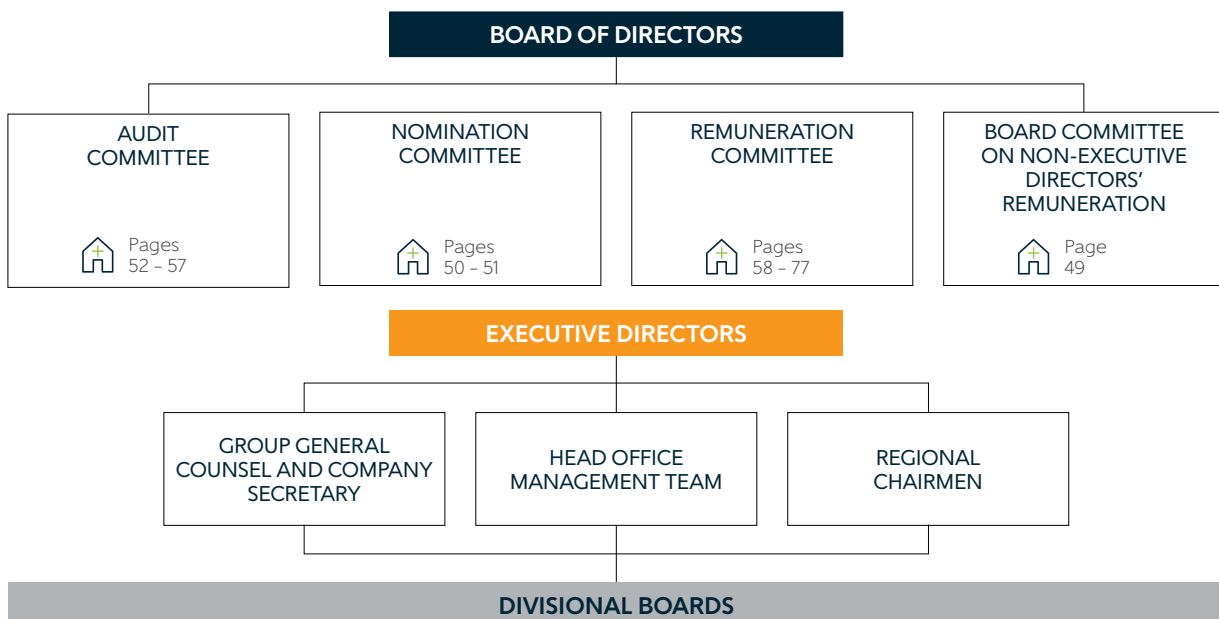 BOARD OF DIRECTORS
AUDIT
COMMITTEE
Pages
52 – 57
NOMINATION
COMMITTEE
Pages
50 – 51
REMUNERATION
COMMITTEE
Pages
58 – 77
BOARD COMMITTEE
ON NON-EXECUTIVE
DIRECTORS’
REMUNERATION
Page
49
EXECUTIVE DIRECTORS
GROUP GENERAL
COUNSEL AND COMPANY
SECRETARY
HEAD OFFICE
MANAGEMENT TEAM
REGIONAL
CHAIRMEN
DIVISIONAL BOARDS